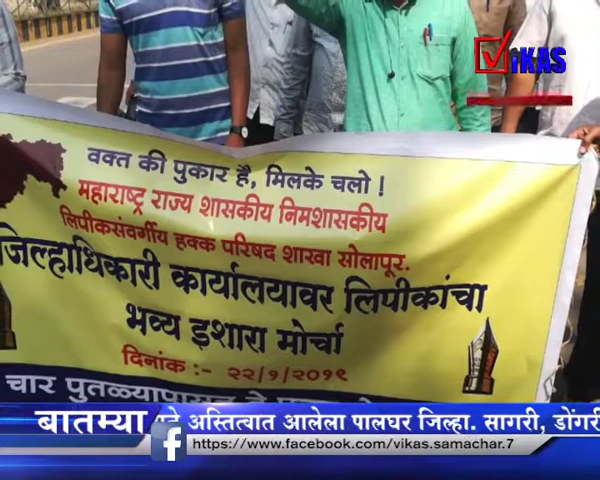 ViKAS
वक्त की पुकार है, मिलके चलो !
महाराष्ट्र राज्य शासकीय निमशासकीय
लिपीकसंवर्गीय हक्क परिषद शाखा सोलापूर.
जिल्हाधिकारी कार्यालयावर लिपीकांचा
भव्य इशारा मोर्चा
दिनांक :- २२/१/२०१९
चार पुतळ्यापासून ते
बातम्या
अस्तित्वात आलेला पालघर जिल्हा. सागरी, डोंगरी
https://www.facebook.com/vikas.samachar.7